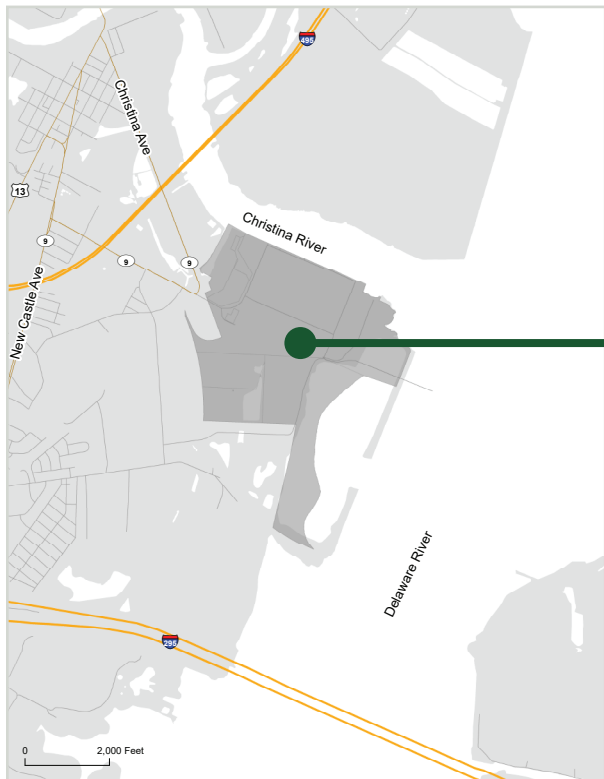 495
Christina Ave
13
Christina River
9
9
9
New Castle Ave
Delaware River
295
0 2,000 Feet